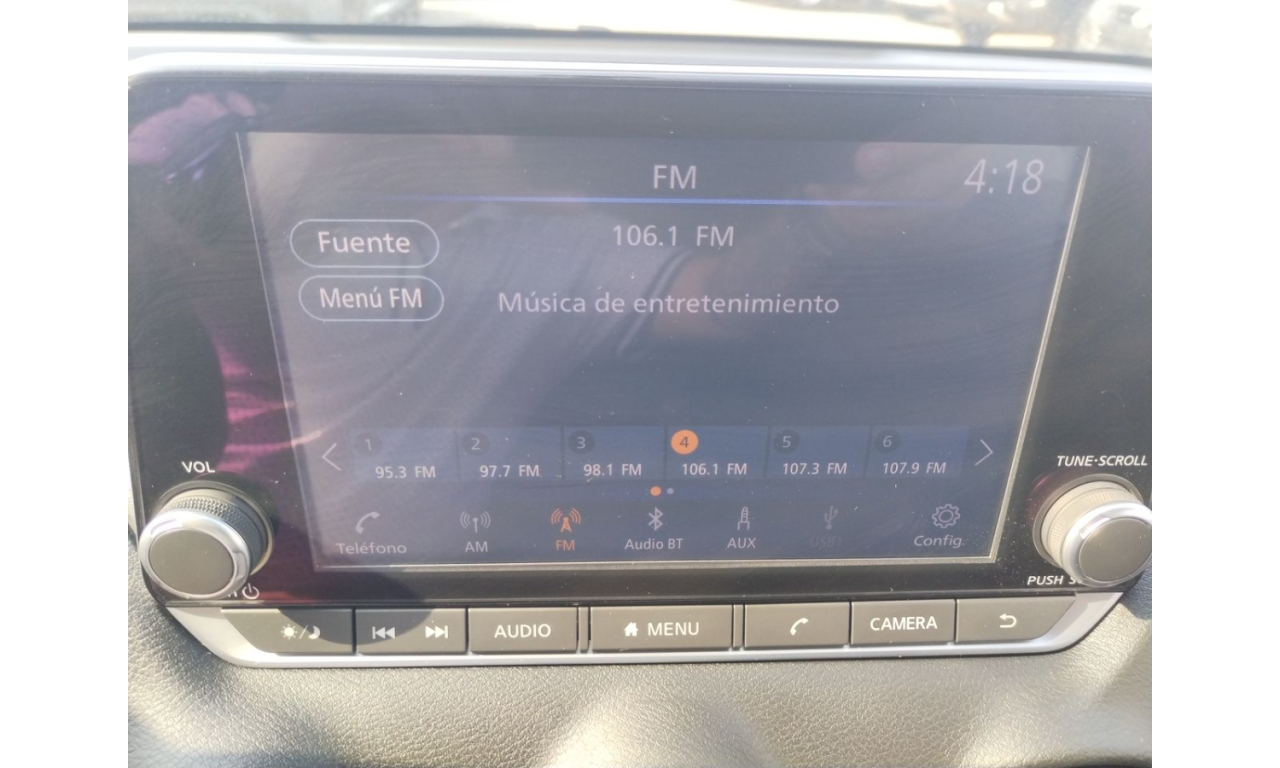 FM 4:18
Fuente
106.1 FM
Menú FM
Música de entretenimiento
1 2 3 4 5 6
95.3 FM 97.7 FM 98.1 FM 106.1 FM 107.3 FM 107.9 FM
VOL
TUNE·SCROLL
Teléfono AM FM Audio BT AUX USB1 Config.
PUSH
AUDIO MENU CAMERA